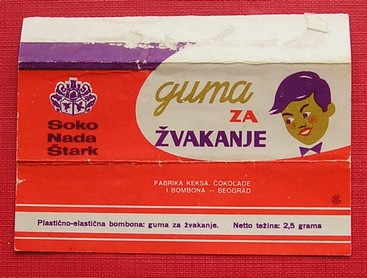 guma
ZA
ŽVAKANJE
Soko
Nada
Štark
FABRIKA KEKSA, ČOKOLADE
I BOMBONA – BEOGRAD
Plastično-elastična bombona: guma za žvakanje. Netto težina: 2,5 grama